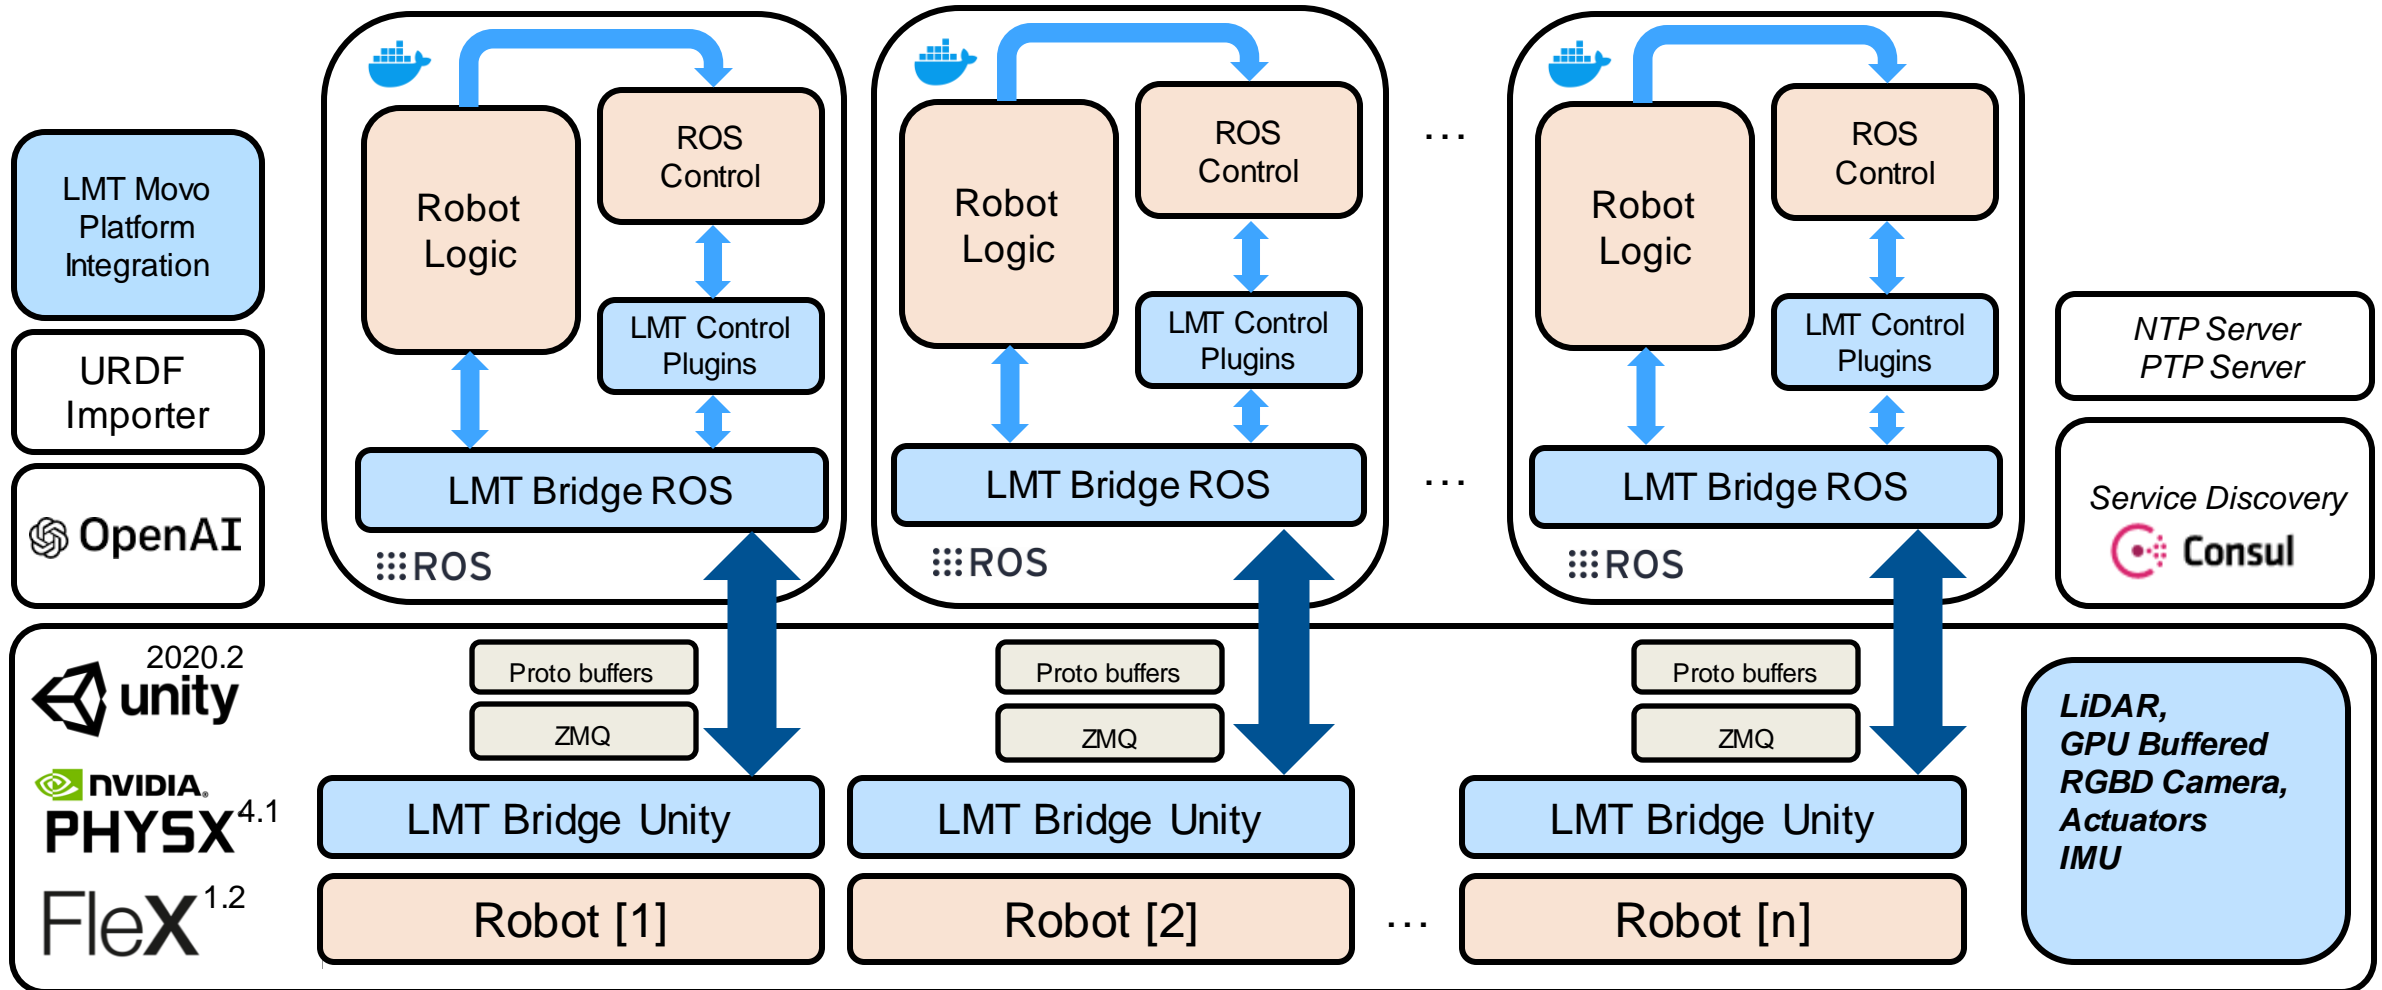 LMT Movo
Platform
Integration
URDF
Importer
OpenAI
Robot
Logic
ROS
Control
LMT Control
Plugins
LMT Bridge ROS
ROS
Robot
Logic
ROS
Control
LMT Control
Plugins
LMT Bridge ROS
ROS
...
...
Robot
Logic
ROS
Control
LMT Control
Plugins
LMT Bridge ROS
ROS
NTP Server
PTP Server
Service Discovery
Consul
2020.2
unity
NVIDIA.
PHYSX 4.1
FleX 1.2
Proto buffers
ZMQ
LMT Bridge Unity
Robot [1]
Proto buffers
ZMQ
LMT Bridge Unity
Robot [2]
...
Proto buffers
ZMQ
LMT Bridge Unity
Robot [n]
LiDAR,
GPU Buffered
RGBD Camera,
Actuators
IMU